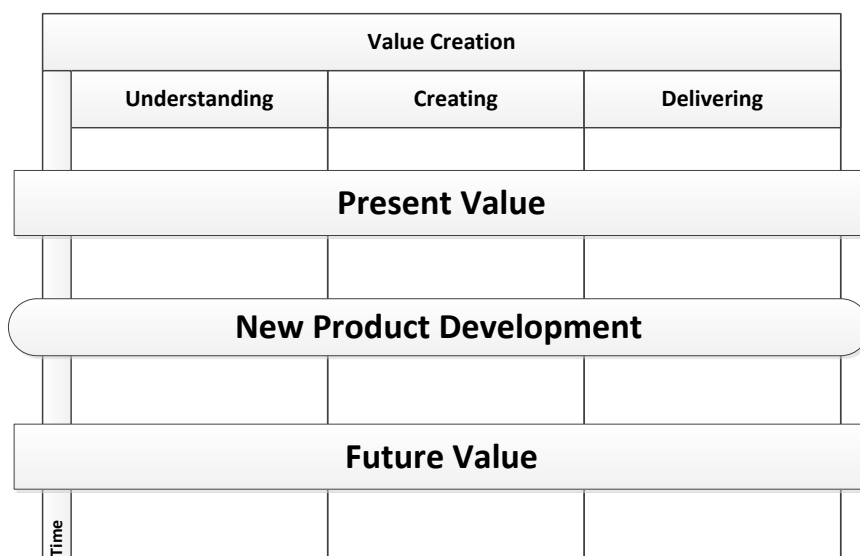 Value Creation
Understanding
Creating
Delivering
Present Value
New Product Development
Future Value
Time